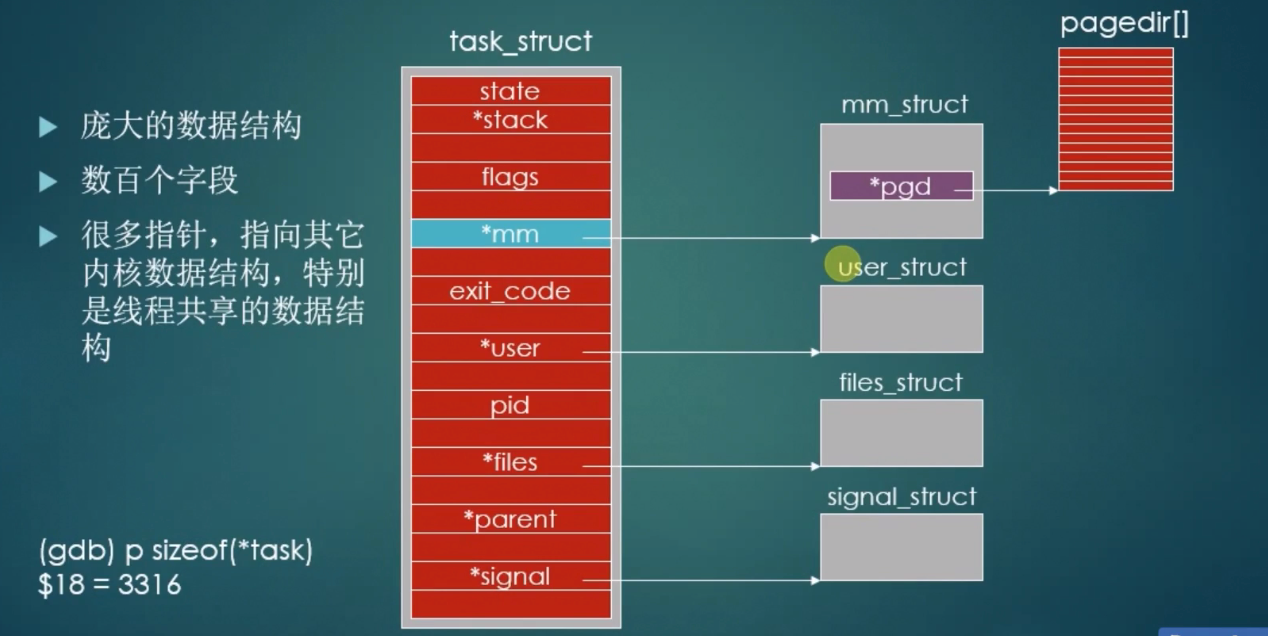 task_struct
pagedir[]
▶ 庞大的数据结构
▶ 数百个字段
▶ 很多指针，指向其它
内核数据结构，特别
是线程共享的数据结
构
(gdb) p sizeof(*task)
$18 = 3316
state
*stack
flags
*mm
exit_code
*user
pid
*files
*parent
*signal
mm_struct
*pgd
user_struct
files_struct
signal_struct